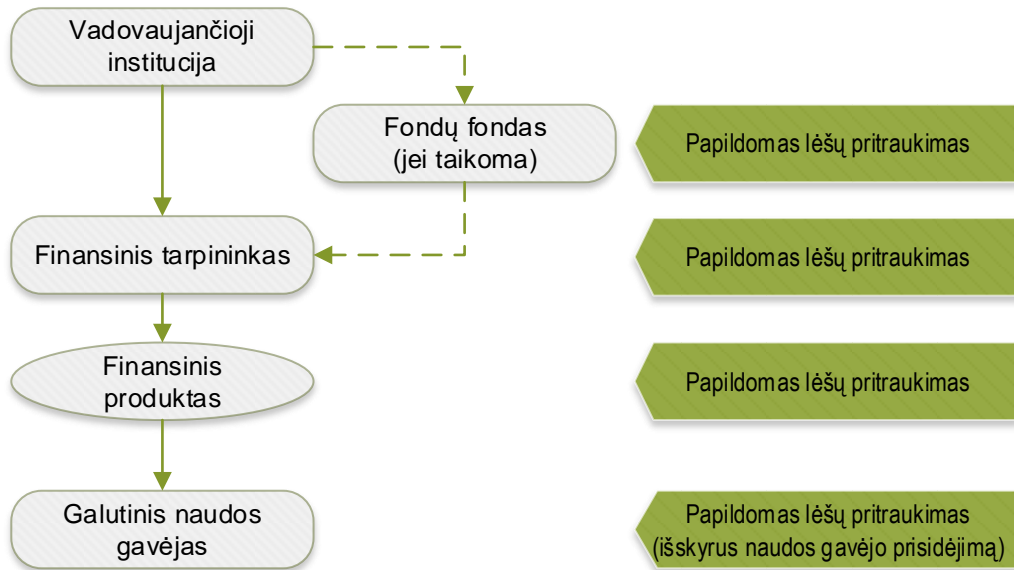 Vadovaujančioji
institucija
Fondų fondas
(jei taikoma)
Papildomas lėšų pritraukimas
Finansinis tarpininkas
Papildomas lėšų pritraukimas
Finansinis
produktas
Papildomas lėšų pritraukimas
Galutinis naudos
gavėjas
Papildomas lėšų pritraukimas
(išskyrus naudos gavėjo prisidėjimą)